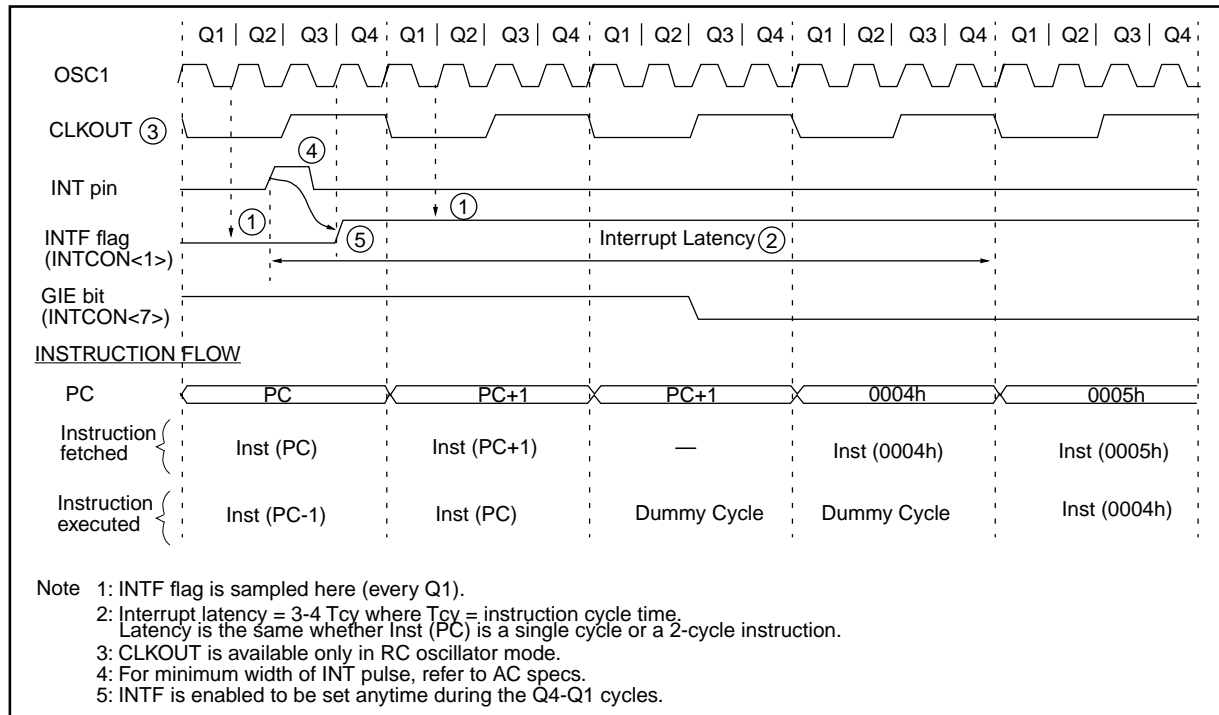 Q1 | Q2 | Q3 | Q4 Q1 | Q2 | Q3 | Q4 Q1 | Q2 | Q3 | Q4 Q1 | Q2 | Q3 | Q4 Q1 | Q2 | Q3 | Q4
OSC1
CLKOUT 3
4
INT pin
1 1
INTF flag
(INTCON<1>)
5
Interrupt Latency 2
GIE bit
(INTCON<7>)
INSTRUCTION FLOW
PC PC PC+1 PC+1 0004h 0005h
Instruction
fetched
Inst (PC) Inst (PC+1) — Inst (0004h) Inst (0005h)
Instruction
executed
Inst (PC-1) Inst (PC) Dummy Cycle Dummy Cycle Inst (0004h)
Note 1: INTF flag is sampled here (every Q1).
2: Interrupt latency = 3-4 Tcy where Tcy = instruction cycle time.
Latency is the same whether Inst (PC) is a single cycle or a 2-cycle instruction.
3: CLKOUT is available only in RC oscillator mode.
4: For minimum width of INT pulse, refer to AC specs.
5: INTF is enabled to be set anytime during the Q4-Q1 cycles.